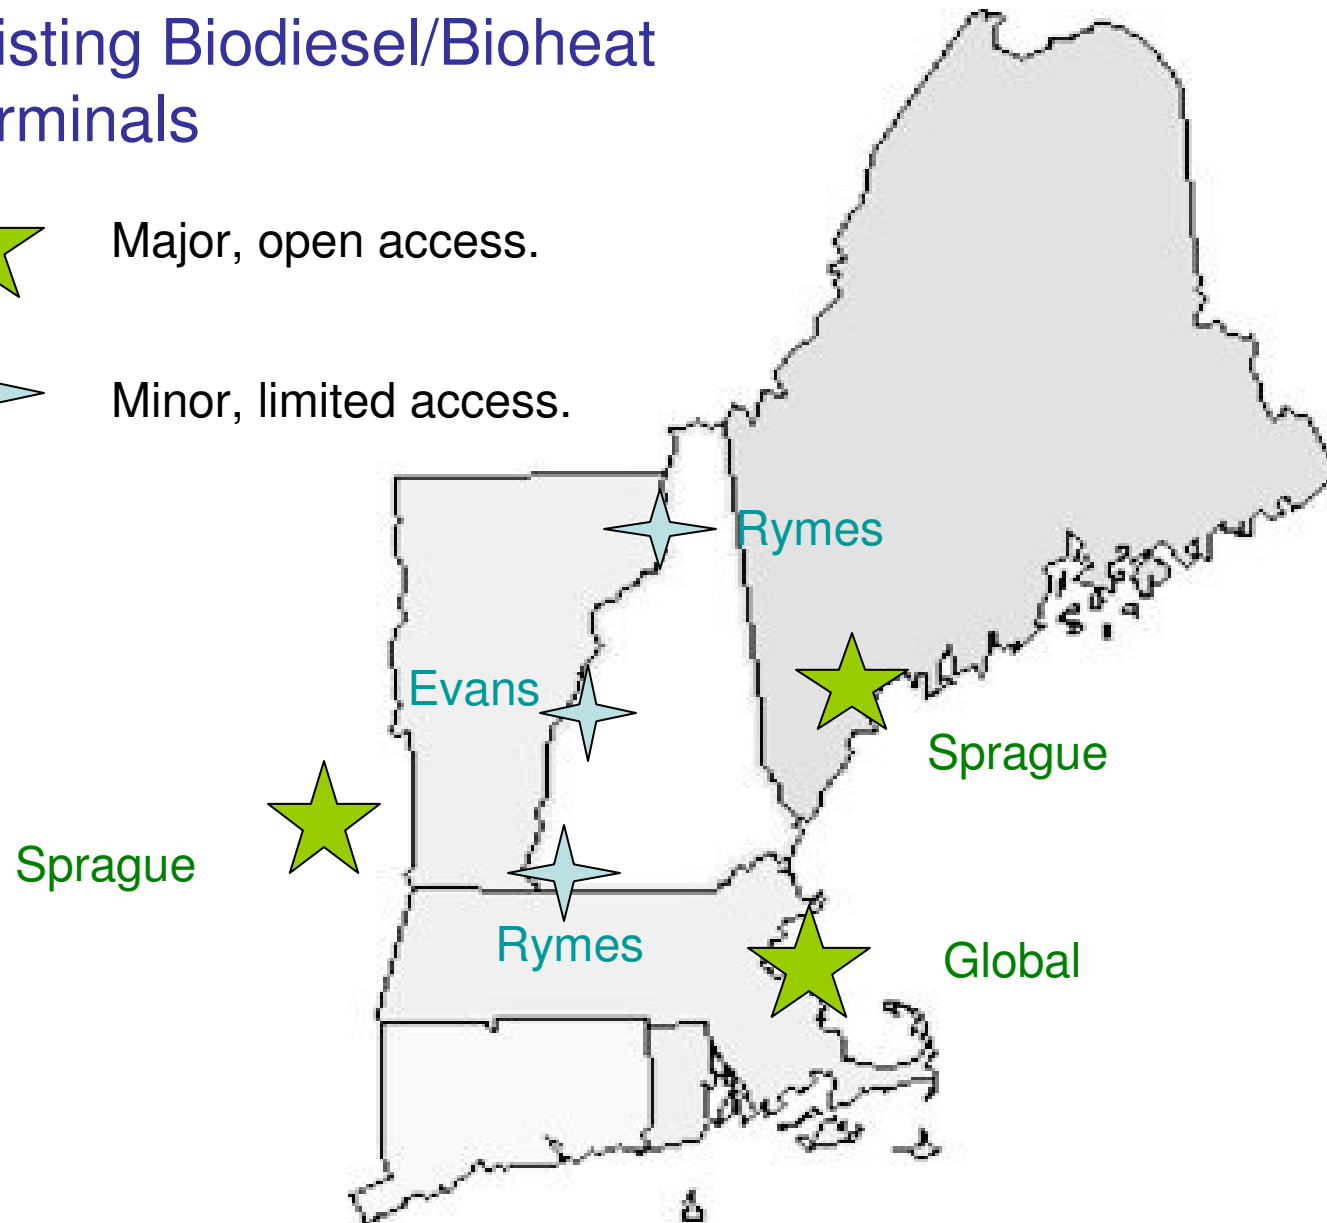 isting Biodiesel/Bioheat
rminals
Major, open access.
Minor, limited access.
Rymes
Evans
Sprague
Sprague
Rymes
Global